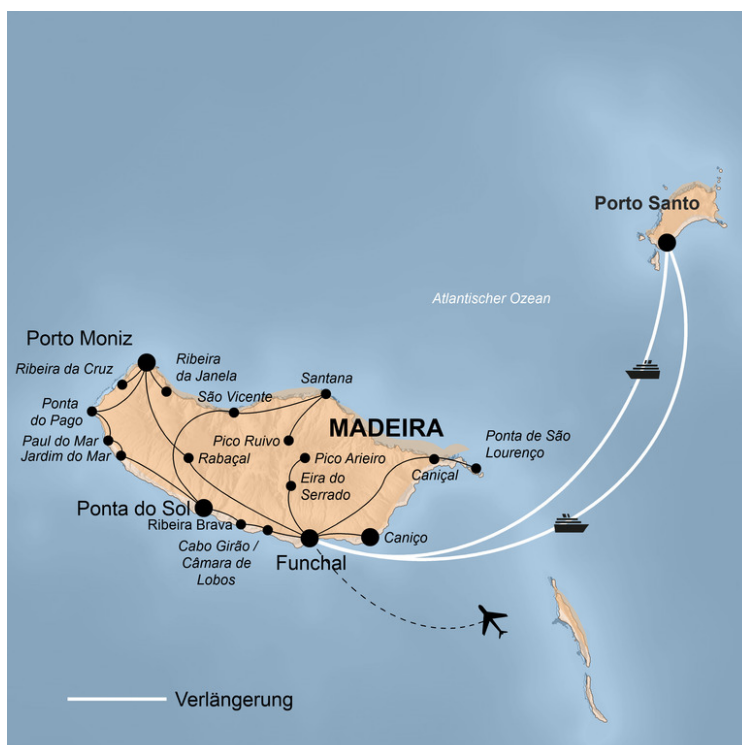 Porto Santo
Atlantischer Ozean
Porto Moniz
Ribeira da Cruz
Ribeira
da Janela
Santana
São Vicente
Ponta
do Pago
MADEIRA
Pico Ruivo
Paul do Mar
Jardim do Mar
Rabaçal
Pico Arieiro
Ponta de São
Lourenço
Caniçal
Eira do
Serrado
Ponta do Sol
Ribeira Brava
Caniço
Cabo Girão /
Câmara de
Lobos
Funchal
Verlängerung